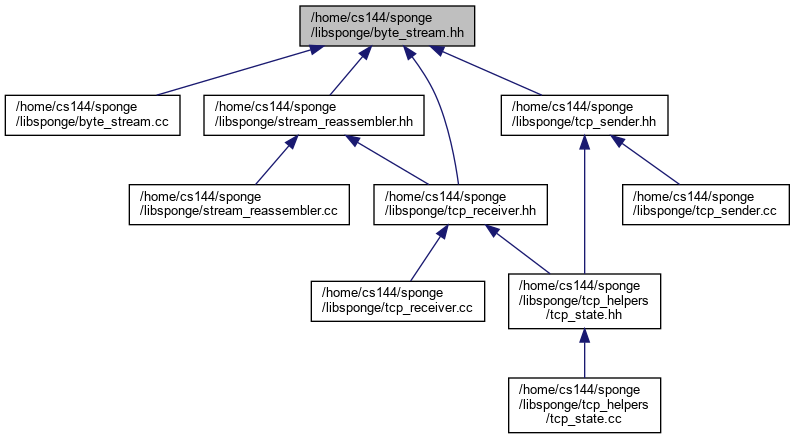 /home/cs144/sponge
/libsponge/byte_stream.hh
/home/cs144/sponge
/libsponge/byte_stream.cc
/home/cs144/sponge
/libsponge/stream_reassembler.hh
/home/cs144/sponge
/libsponge/tcp_sender.hh
/home/cs144/sponge
/libsponge/stream_reassembler.cc
/home/cs144/sponge
/libsponge/tcp_receiver.hh
/home/cs144/sponge
/libsponge/tcp_sender.cc
/home/cs144/sponge
/libsponge/tcp_receiver.cc
/home/cs144/sponge
/libsponge/tcp_helpers
/tcp_state.hh
/home/cs144/sponge
/libsponge/tcp_helpers
/tcp_state.cc